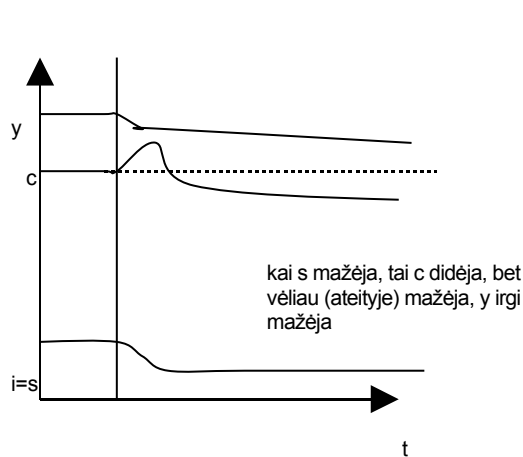 y
c
kai s mažėja, tai c didėja, bet
vėliau (ateityje) mažėja, y irgi
mažėja
i=s
t